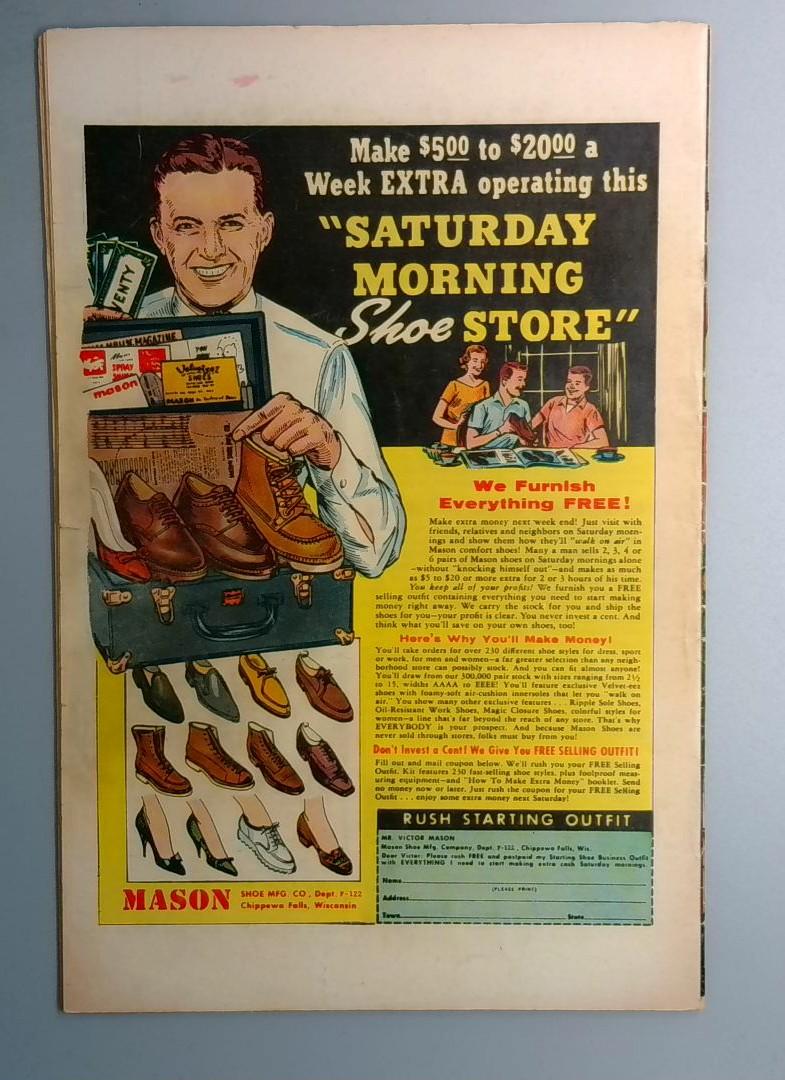 Make $5.00 to $20.00 a
Week EXTRA operating this
"SATURDAY
MORNING
Shoe STORE"
MAGAZINE
SPRAY
mason
Velvet-eez
SHOES
MASON
We Furnish
Everything FREE!
Make extra money next week end! Just visit with
friends, relatives and neighbors on Saturday morn-
ings and show them how they'll "walk on air" in
Mason comfort shoes! Many a man sells 2, 3, 4 or
6 pairs of Mason shoes on Saturday mornings alone
—without "knocking himself out"—and makes as much
as $5 to $20 or more extra for 2 or 3 hours of his time.
You keep all of your profits! We furnish you a FREE
selling outfit containing everything you need to start making
money right away. We carry the stock for you and ship the
shoes for you—your profit is clear. You never invest a cent. And
think what you'll save on your own shoes, too!
Here's Why You'll Make Money!
You'll take orders for over 230 different shoe styles for dress, sport
or work, for men and women—a far greater selection than any neigh-
borhood store can possibly stock. And you can fit almost anyone!
You'll draw from our 300,000 pair stock with sizes ranging from 2½
to 15, widths AAAA to EEEE! You'll feature exclusive Velvet-eez
shoes with foamy-soft air-cushion innersoles that let you "walk on
air." You show many other exclusive features . . . Ripple Sole Shoes,
Oil-Resistant Work Shoes, Magic Closure Shoes, colorful styles for
women—a line that's far beyond the reach of any store. That's why
EVERYBODY is your prospect. And because Mason Shoes are
never sold through stores, folks must buy from you!
Don't Invest a Cent! We Give You FREE SELLING OUTFIT!
Fill out and mail coupon below. We'll rush you your FREE Selling
Outfit. Kit features 230 fast-selling shoe styles, plus foolproof meas-
uring equipment—and "How To Make Extra Money" booklet. Send
no money now or later. Just rush the coupon for your FREE Selling
Outfit . . . enjoy some extra money next Saturday!
RUSH STARTING OUTFIT
MR. VICTOR MASON
Mason Shoe Mfg. Company, Dept. F-122, Chippewa Falls, Wis.
Dear Victor: Please rush FREE and postpaid my Starting Shoe Business Outfit
with EVERYTHING I need to start making extra cash Saturday mornings.
Name
(PLEASE PRINT)
Address
Town State
MASON SHOE MFG. CO., Dept. F-122
Chippewa Falls, Wisconsin